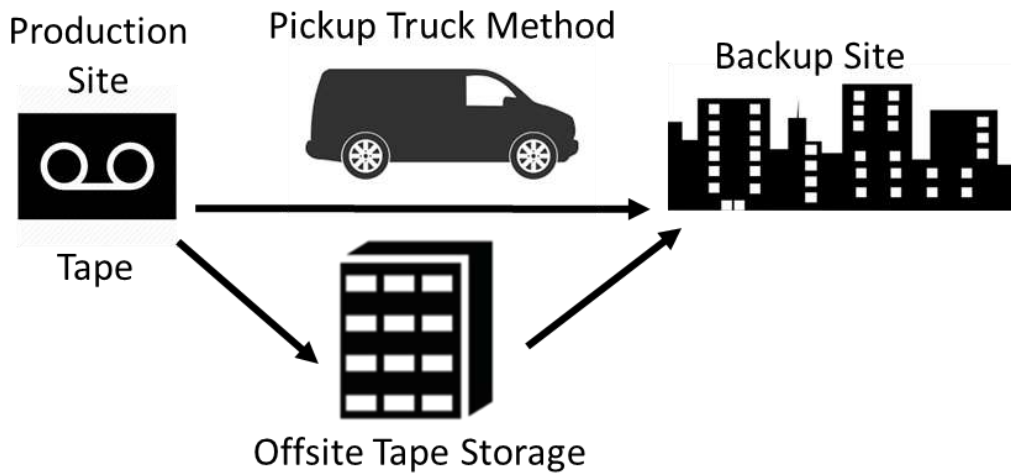 Production
Site
Tape
Pickup Truck Method
Backup Site
Offsite Tape Storage